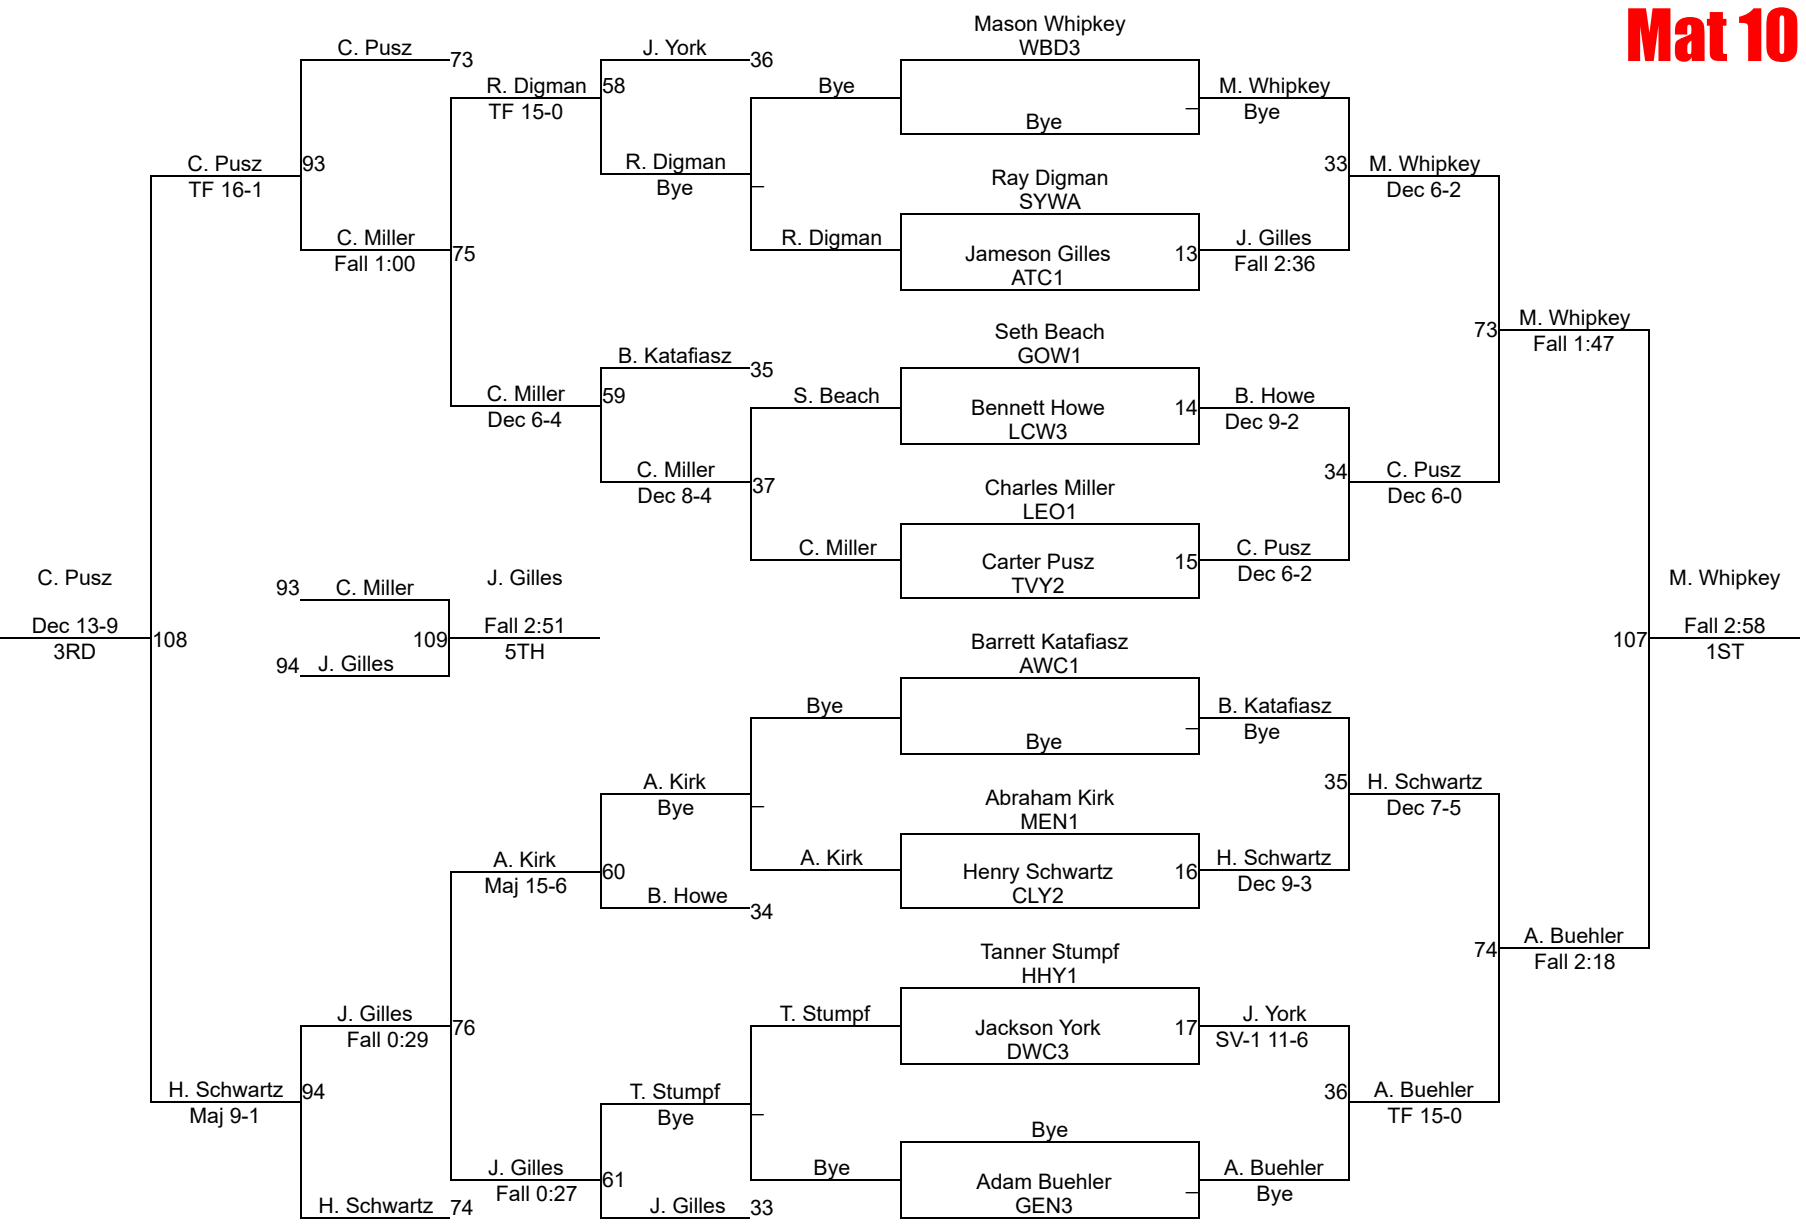 Mat 10
Mason Whipkey
WBD3
C. Pusz
73
J. York
36
R. Digman
58
Bye
M. Whipkey
TF 15-0
Bye
Bye
C. Pusz
93
R. Digman
33
M. Whipkey
TF 16-1
Bye
Ray Digman
Dec 6-2
SYWA
C. Miller
R. Digman
J. Gilles
Fall 1:00
75
Jameson Gilles
13
Fall 2:36
ATC1
Seth Beach
73
M. Whipkey
B. Katafiasz
35
GOW1
Fall 1:47
C. Miller
59
S. Beach
B. Howe
Dec 6-4
Bennett Howe
14
Dec 9-2
LCW3
C. Miller
34
C. Pusz
Dec 8-4
37
Charles Miller
Dec 6-0
LEO1
C. Miller
C. Pusz
Carter Pusz
15
Dec 6-2
TVY2
C. Pusz
93
C. Miller
J. Gilles
M. Whipkey
Dec 13-9
108
109
Fall 2:51
Barrett Katafiasz
107
Fall 2:58
3RD
94
J. Gilles
5TH
AWC1
1ST
Bye
B. Katafiasz
Bye
Bye
A. Kirk
35
H. Schwartz
Bye
Abraham Kirk
Dec 7-5
MEN1
A. Kirk
60
A. Kirk
H. Schwartz
Maj 15-6
Henry Schwartz
16
Dec 9-3
B. Howe
34
CLY2
Tanner Stumpf
74
A. Buehler
HHY1
Fall 2:18
J. Gilles
76
T. Stumpf
J. York
Fall 0:29
Jackson York
17
SV-1 11-6
DWC3
H. Schwartz
94
T. Stumpf
36
A. Buehler
Maj 9-1
Bye
Bye
TF 15-0
J. Gilles
61
Bye
A. Buehler
Fall 0:27
Adam Buehler
Bye
H. Schwartz
74
J. Gilles
33
GEN3